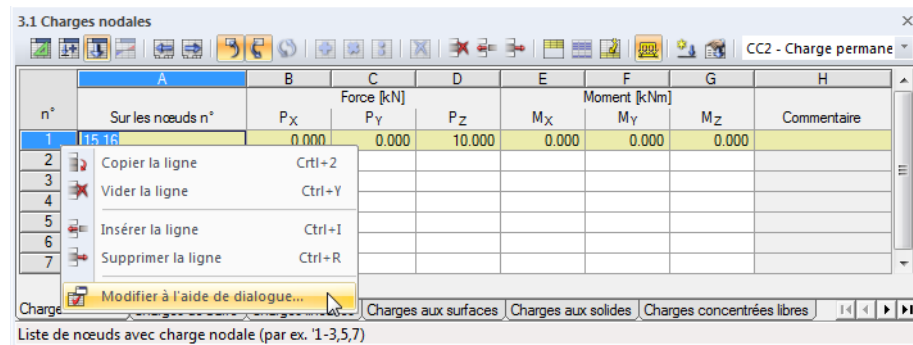 3.1 Charges nodales
CC2 - Charge permane
A B C D E F G H
Force [kN] Moment [kNm]
n° Sur les nœuds n° PX PY PZ MX MY MZ Commentaire
1 15,16 0.000 0.000 10.000 0.000 0.000 0.000
2 Copier la ligne Crtl+2
3 Vider la ligne Ctrl+Y
4
5 Insérer la ligne Ctrl+I
6
7 Supprimer la ligne Ctrl+R
Modifier à l'aide de dialogue...
Charge Charges aux surfaces Charges aux solides Charges concentrées libres
Liste de nœuds avec charge nodale (par ex. '1-3,5,7)